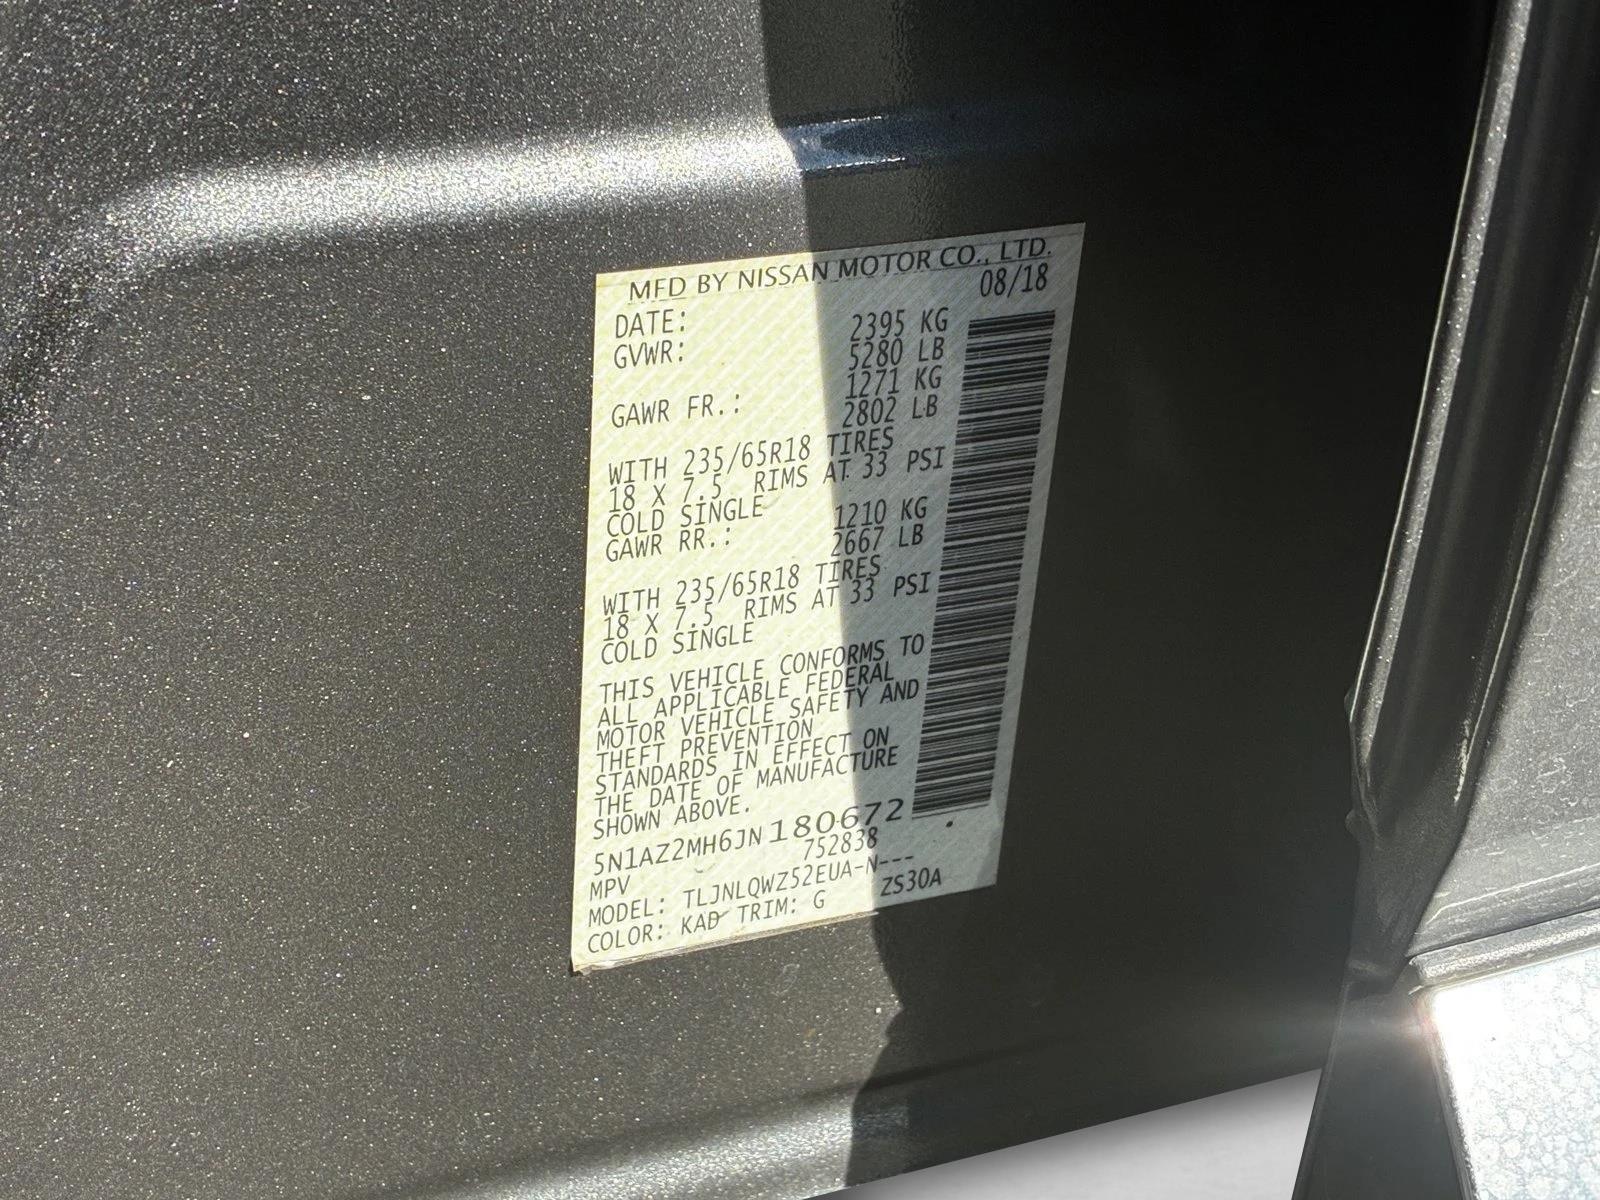 MFD BY NISSAN MOTOR CO., LTD.
08/18
DATE: 2395 KG
GVWR: 5280 LB
1271 KG
GAWR FR.: 2802 LB
WITH 235/65R18 TIRES
18 X 7.5 RIMS AT 33 PSI
COLD SINGLE
1210 KG
GAWR RR.: 2667 LB
WITH 235/65R18 TIRES
18 X 7.5 RIMS AT 33 PSI
COLD SINGLE
THIS VEHICLE CONFORMS TO
ALL APPLICABLE FEDERAL
MOTOR VEHICLE SAFETY AND
THEFT PREVENTION
STANDARDS IN EFFECT ON
THE DATE OF MANUFACTURE
SHOWN ABOVE.
5N1AZ2MH6JN180672
MPV 752838
MODEL: TLJNLQWZ52EUA-N---
COLOR: KAD TRIM: G ZS30A